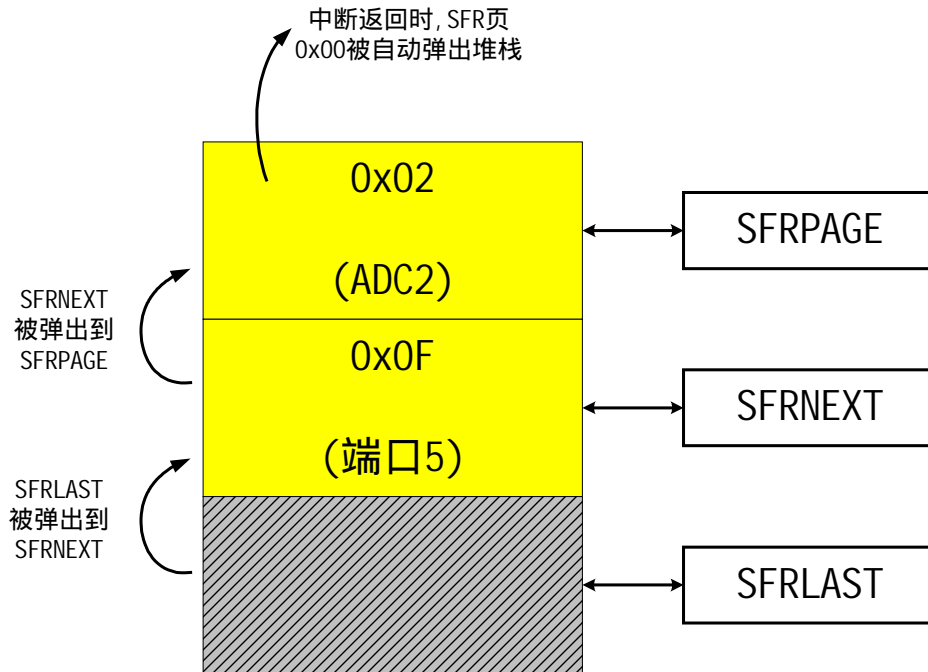 中断返回时, SFR页
0x00被自动弹出堆栈
0x02
(ADC2)
SFRPAGE
SFRNEXT
被弹出到
SFRPAGE
0x0F
(端口5)
SFRNEXT
SFRLAST
被弹出到
SFRNEXT
SFRLAST